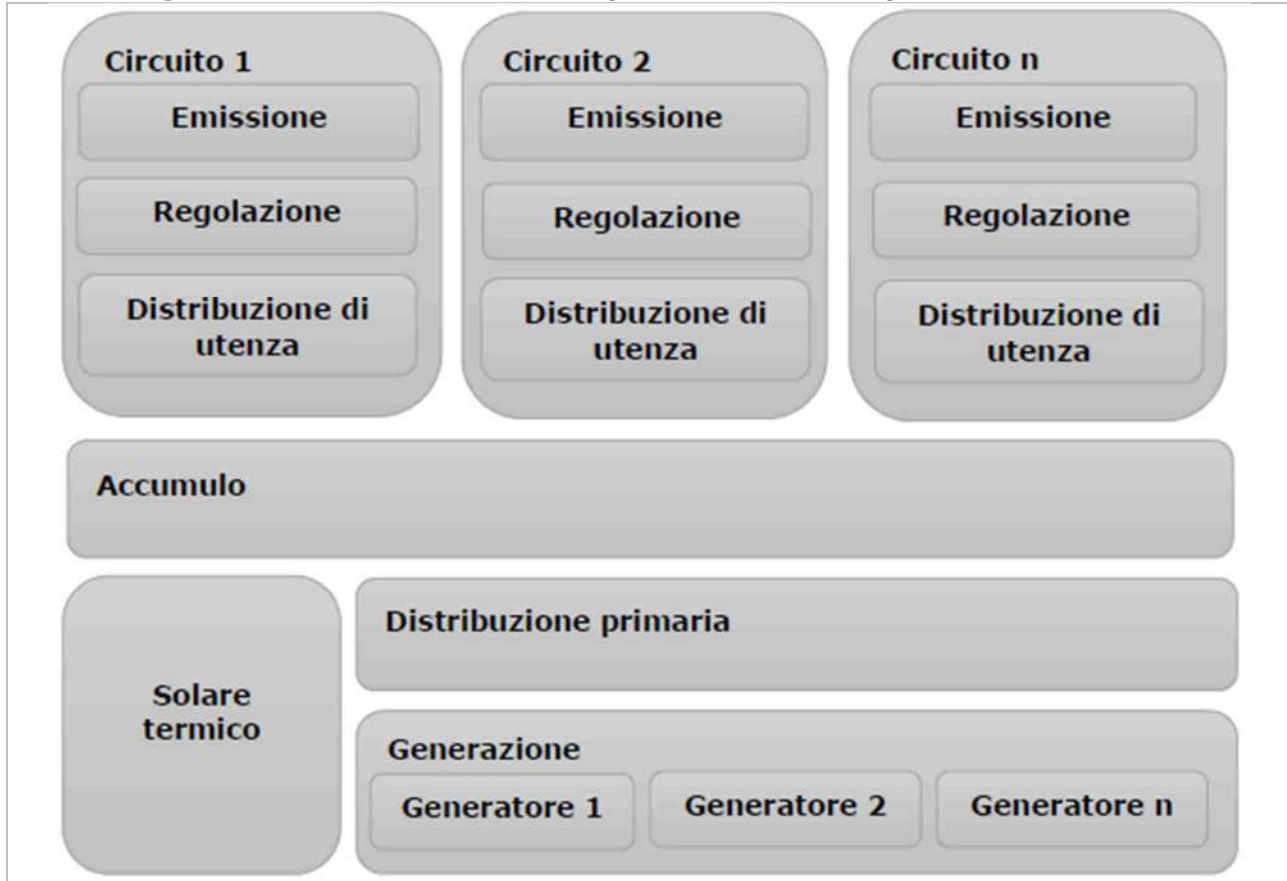 Circuito 1
Emissione
Regolazione
Distribuzione di
utenza
Circuito 2
Emissione
Regolazione
Distribuzione di
utenza
Circuito n
Emissione
Regolazione
Distribuzione di
utenza
Accumulo
Solare
termico
Distribuzione primaria
Generazione
Generatore 1
Generatore 2
Generatore n